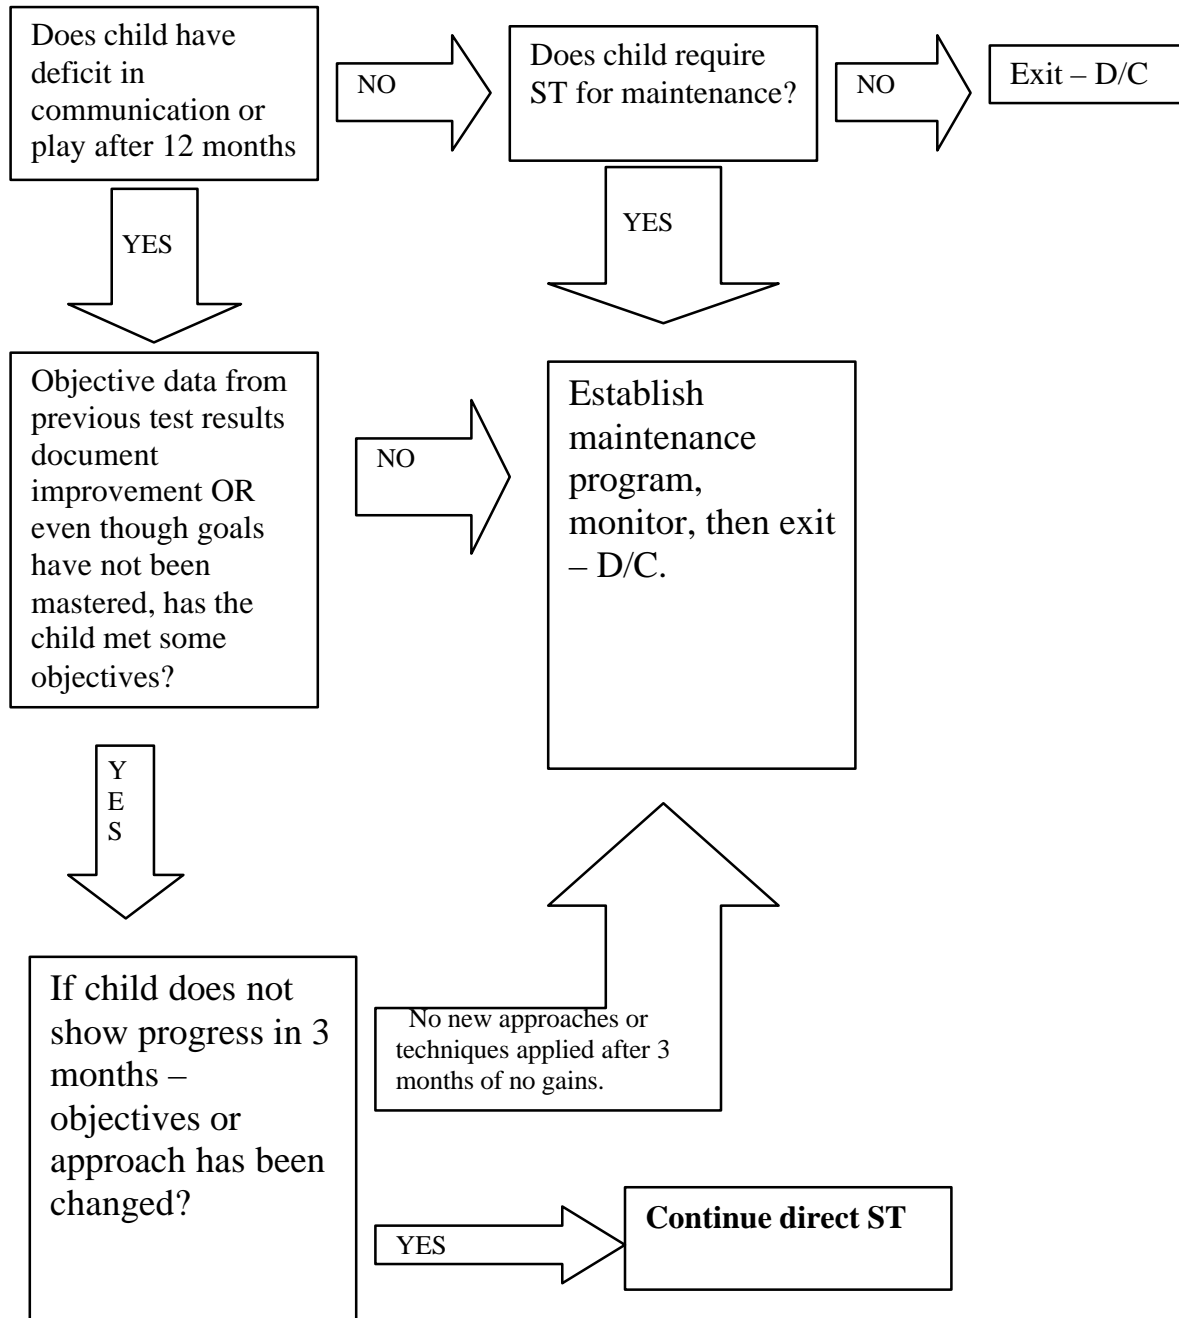 Does child have
deficit in
communication or
play after 12 months
NO
Does child require
ST for maintenance?
NO
Exit – D/C
YES
YES
Objective data from
previous test results
document
improvement OR
even though goals
have not been
mastered, has the
child met some
objectives?
NO
Establish
maintenance
program,
monitor, then exit
– D/C.
Y
E
S
If child does not
show progress in 3
months –
objectives or
approach has been
changed?
No new approaches or
techniques applied after 3
months of no gains.
YES
Continue direct ST